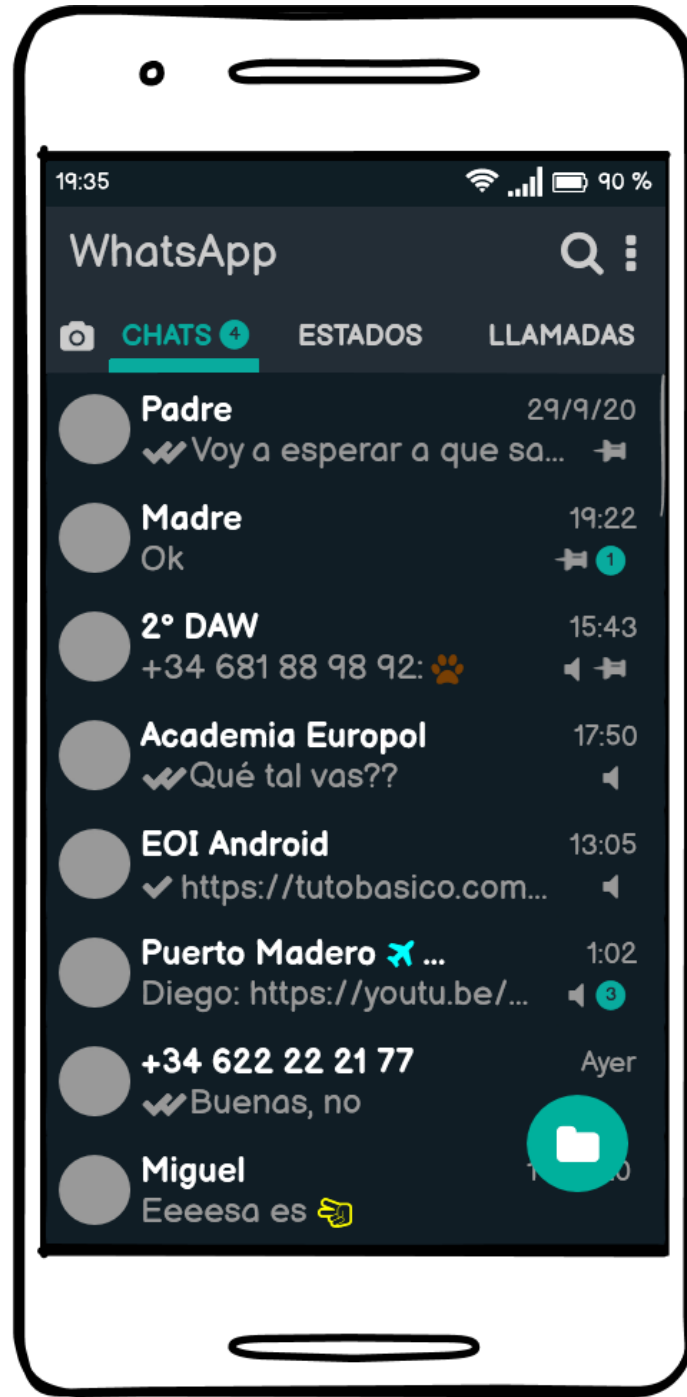 19:35 90 %
WhatsApp
CHATS 4 ESTADOS LLAMADAS
Padre 29/9/20
Voy a esperar a que sa...
Madre 19:22
Ok 1
2º DAW 15:43
+34 681 88 98 92:
Academia Europol 17:50
Qué tal vas??
EOI Android 13:05
https://tutobasico.com...
Puerto Madero ... 1:02
Diego: https://youtu.be/... 3
+34 622 22 21 77 Ayer
Buenas, no
Miguel
Eeeesa es